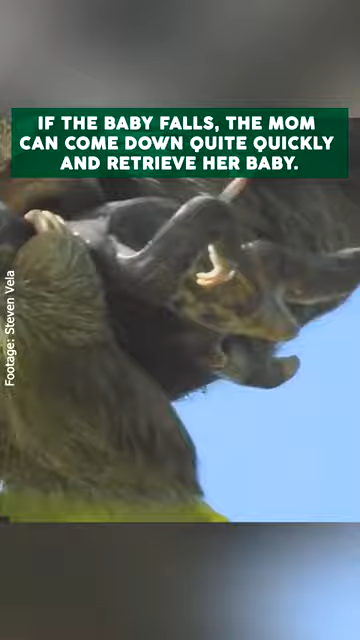 IF THE BABY FALLS, THE MOM
CAN COME DOWN QUITE QUICKLY
AND RETRIEVE HER BABY.
Footage: Steven Vela